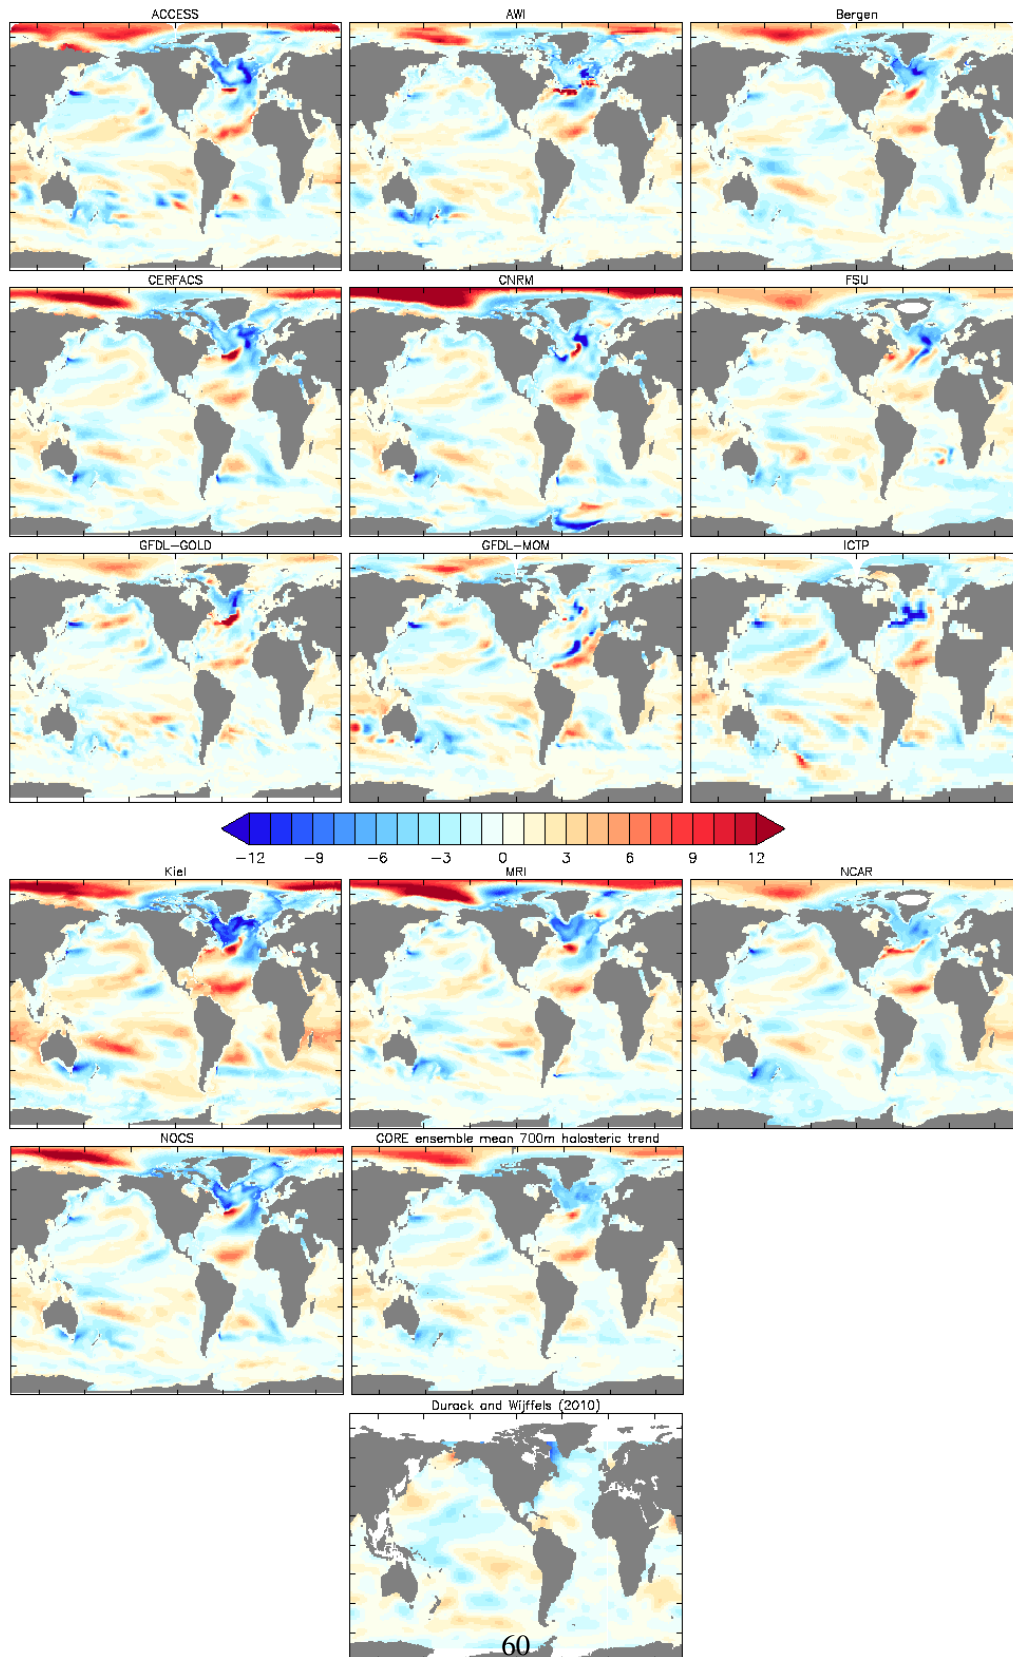 ACCESS AWI Bergen
CERFACS CNRM FSU
GFDL-GOLD GFDL-MOM ICTP
-12 -9 -6 -3 0 3 6 9 12
Kiel MRI NCAR
NOCS CORE ensemble mean 700m halosteric trend
Durack and Wijffels (2010)
60